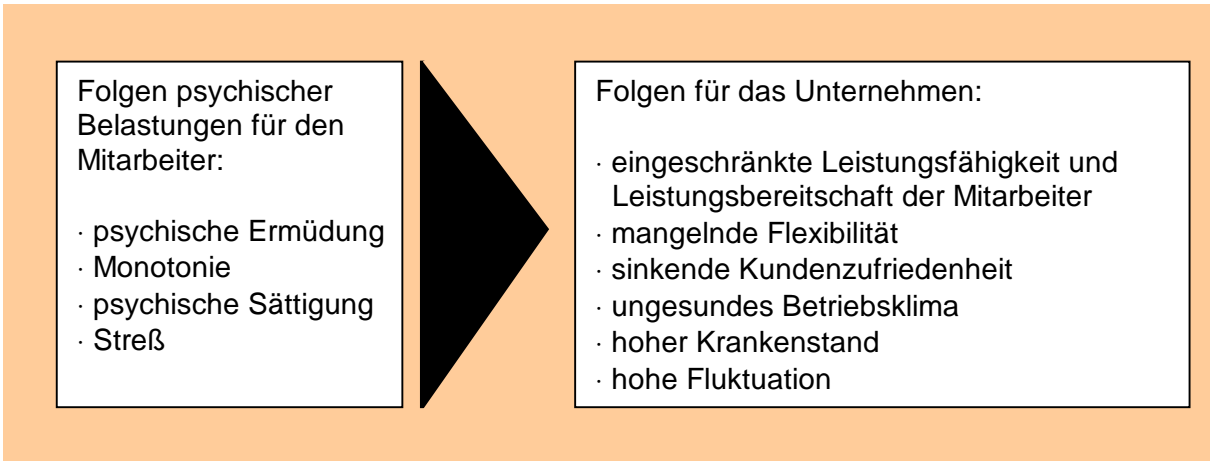 Folgen psychischer
Belastungen für den
Mitarbeiter:
· psychische Ermüdung
· Monotonie
· psychische Sättigung
· Streß
Folgen für das Unternehmen:
· eingeschränkte Leistungsfähigkeit und
Leistungsbereitschaft der Mitarbeiter
· mangelnde Flexibilität
· sinkende Kundenzufriedenheit
· ungesundes Betriebsklima
· hoher Krankenstand
· hohe Fluktuation